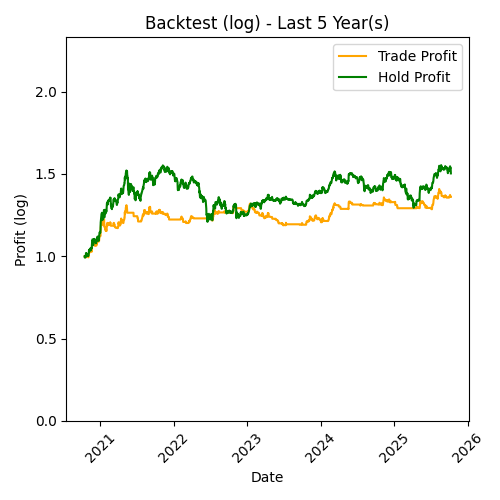 Backtest (log) - Last 5 Year(s)
Trade Profit
Hold Profit
Profit (log)
2.0
1.5
1.0
0.5
0.0
2021 2022 2023 2024 2025 2026
Date